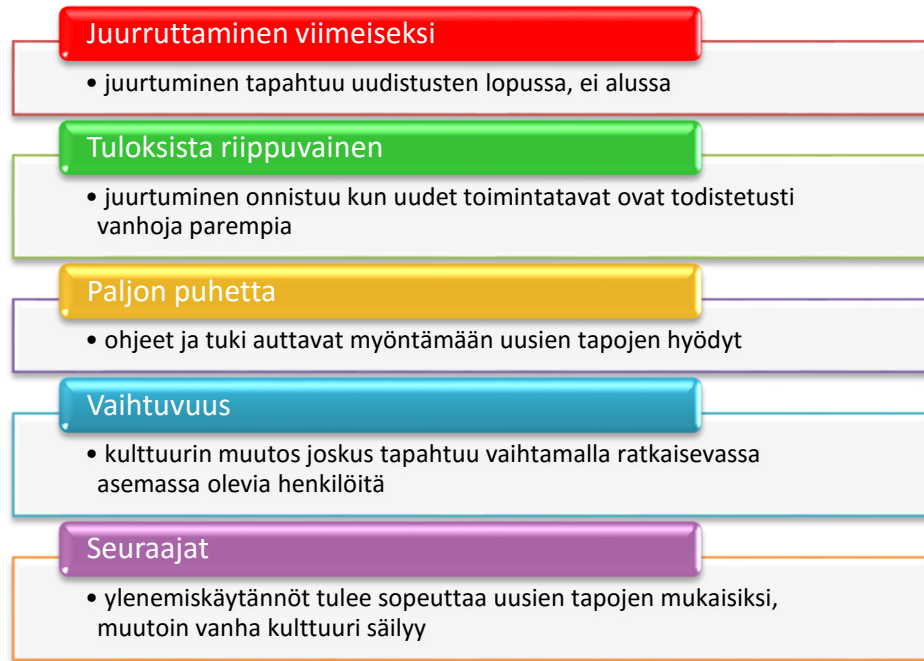 Juurruttaminen viimeiseksi
• juurtuminen tapahtuu uudistusten lopussa, ei alussa
Tuloksista riippuvainen
• juurtuminen onnistuu kun uudet toimintatavat ovat todistetusti
vanhoja parempia
Paljon puhetta
• ohjeet ja tuki auttavat myöntämään uusien tapojen hyödyt
Vaihtuvuus
• kulttuurin muutos joskus tapahtuu vaihtamalla ratkaisevassa
asemassa olevia henkilöitä
Seuraajat
• ylenemiskäytännöt tulee sopeuttaa uusien tapojen mukaisiksi,
muutoin vanha kulttuuri säilyy